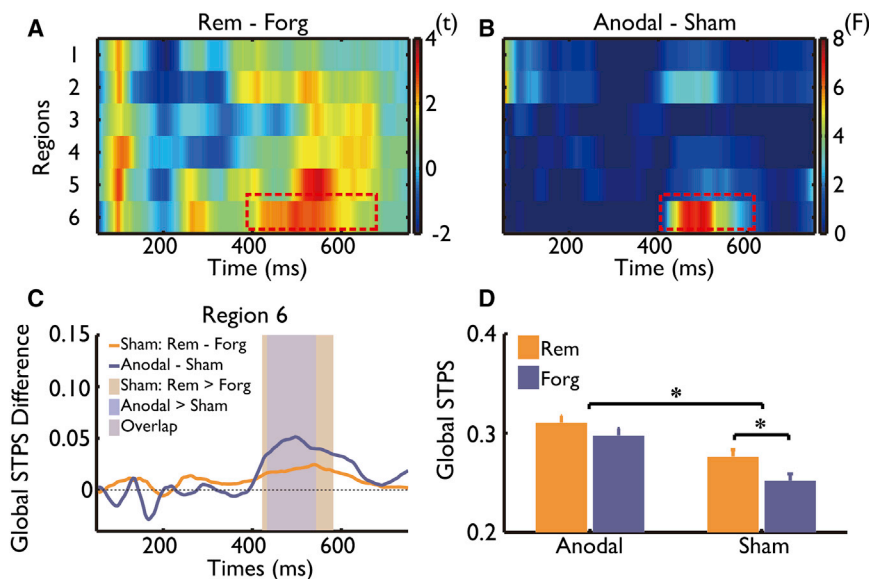 A
Rem - Forg
(t)
Regions
1
2
3
4
5
6
4
2
0
-2
200
400
600
Time (ms)
B
Anodal - Sham
(F)
8
6
4
2
0
200
400
600
Time (ms)
C
Region 6
Global STPS Difference
0.15
0.10
0.05
0
Sham: Rem - Forg
Anodal - Sham
Sham: Rem > Forg
Anodal > Sham
Overlap
200
400
600
Times (ms)
D
Global STPS
0.4
0.3
0.2
Rem
Forg
*
*
Anodal
Sham